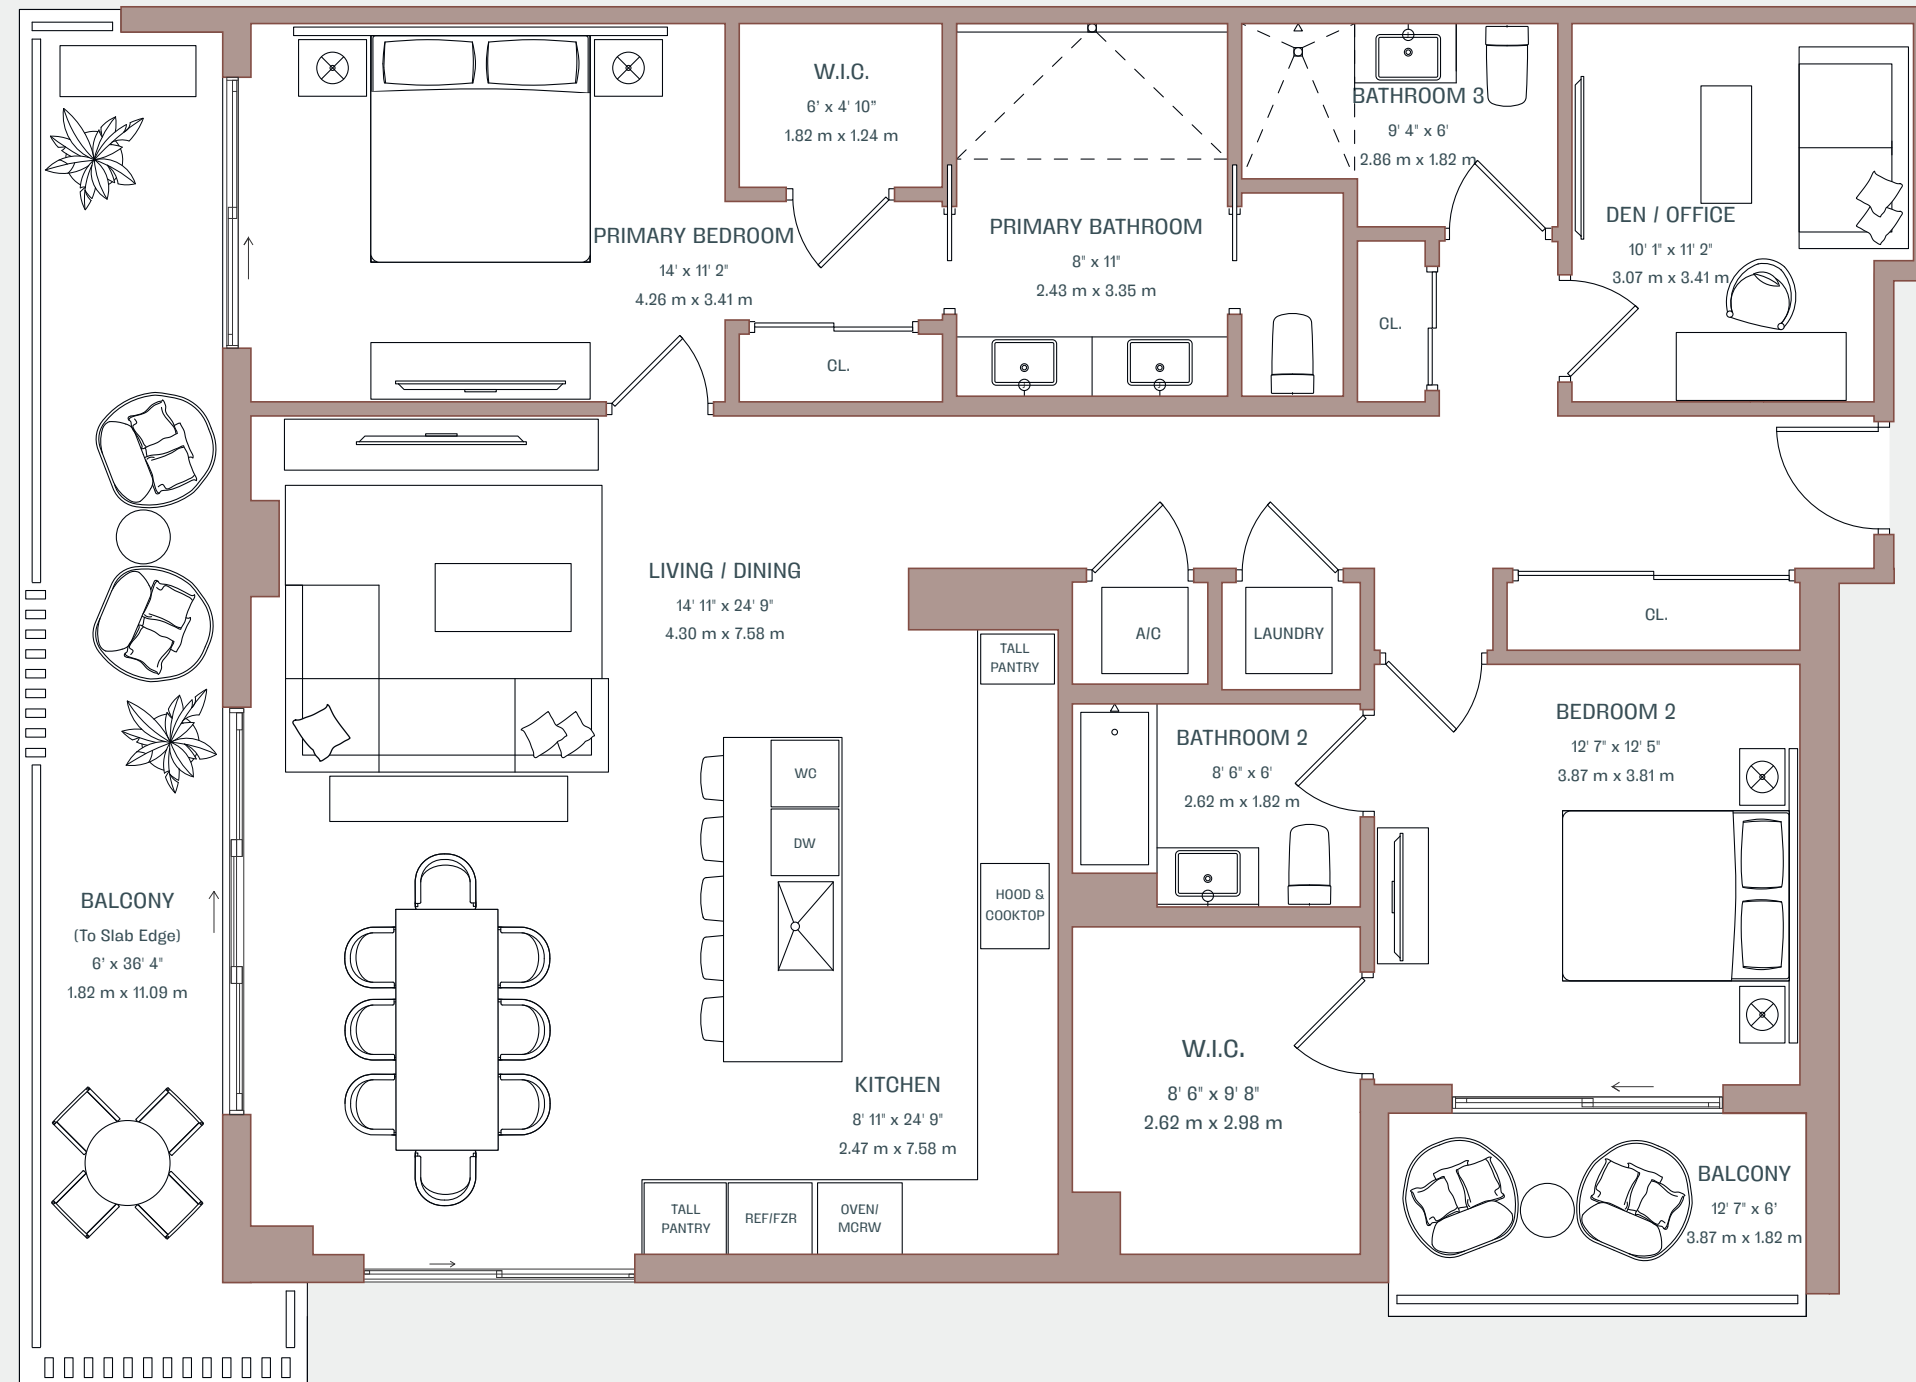 W.I.C.
6’ x 4' 10”
1.82 m x 1.24 m
BATHROOM 3
9' 4" x 6'
2.86 m x 1.82 m
PRIMARY BEDROOM
14' x 11' 2"
4.26 m x 3.41 m
PRIMARY BATHROOM
8" x 11"
2.43 m x 3.35 m
DEN / OFFICE
10' 1" x 11' 2"
3.07 m x 3.41 m
CL.
CL.
LIVING / DINING
14' 11" x 24' 9"
4.30 m x 7.58 m
A/C
LAUNDRY
CL.
TALL
PANTRY
BATHROOM 2
8' 6" x 6'
2.62 m x 1.82 m
BEDROOM 2
12' 7" x 12' 5"
3.87 m x 3.81 m
WC
DW
HOOD &
COOKTOP
BALCONY
(To Slab Edge)
6’ x 36' 4"
1.82 m x 11.09 m
KITCHEN
8' 11" x 24' 9"
2.47 m x 7.58 m
W.I.C.
8' 6" x 9' 8"
2.62 m x 2.98 m
BALCONY
12' 7" x 6'
3.87 m x 1.82 m
TALL
PANTRY
REF/FZR
OVEN/
MCRW